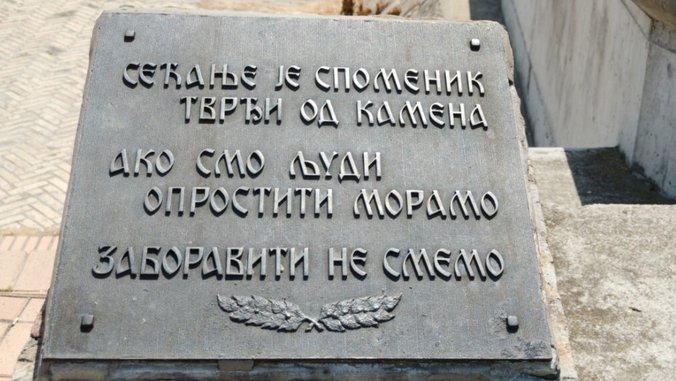 СЕЋАЊЕ ЈЕ СПОМЕНИК
ТВРЂИ ОД КАМЕНА
АКО СМО ЉУДИ
ОПРОСТИТИ МОРАМО
ЗАБОРАВИТИ НЕ СМЕМО